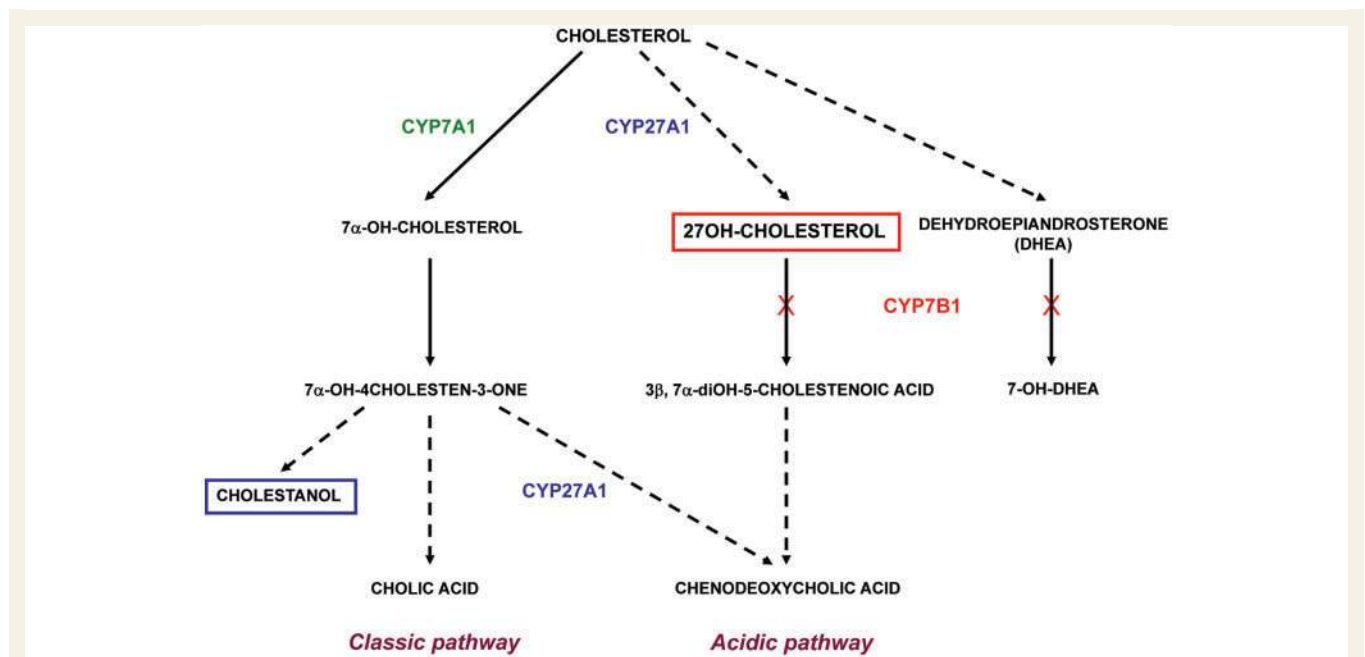 CHOLESTEROL
CYP7A1
CYP27A1
7α-OH-CHOLESTEROL
27OH-CHOLESTEROL
DEHYDROEPIANDROSTERONE
(DHEA)
X
CYP7B1
X
7α-OH-4CHOLESTEN-3-ONE
3β, 7α-diOH-5-CHOLESTENOIC ACID
7-OH-DHEA
CHOLESTANOL
CYP27A1
CHOLIC ACID
CHENODEOXYCHOLIC ACID
Classic pathway
Acidic pathway